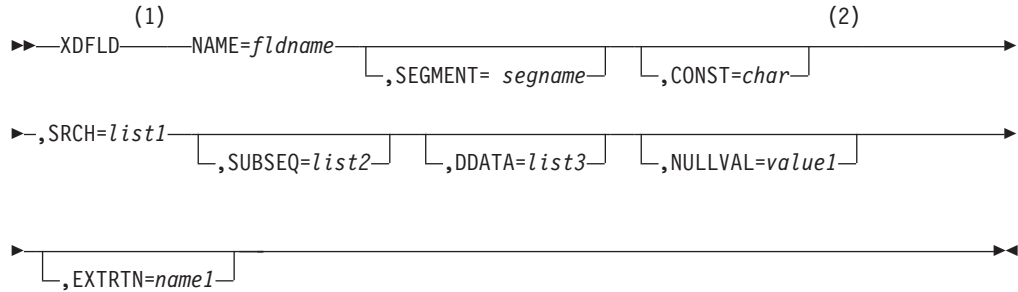 (1) (2)
XDFLD NAME=fldname
,SEGMENT= segname ,CONST=char
,SRCH=list1
,SUBSEQ=list2 ,DDATA=list3 ,NULLVAL=value1
,EXTRTN=name1